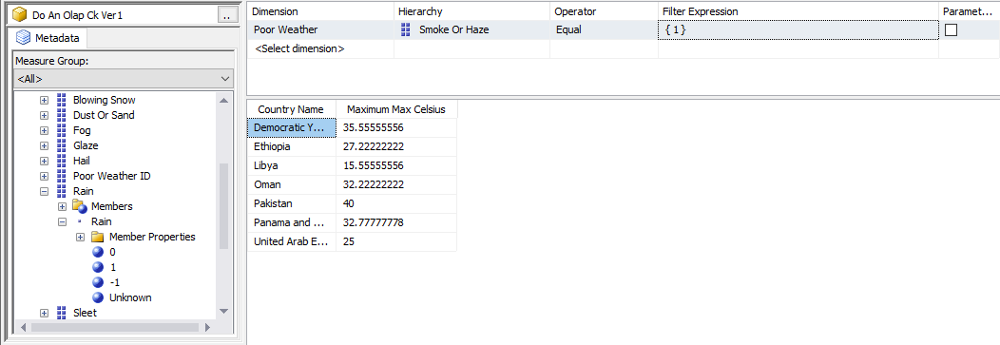 Do An Olap Ck Ver1 ..
Metadata
Measure Group:
<All>
Blowing Snow
Dust Or Sand
Fog
Glaze
Hail
Poor Weather ID
Rain
Members
Rain
Member Properties
0
1
-1
Unknown
Sleet
Dimension Hierarchy Operator Filter Expression Paramet...
Poor Weather Smoke Or Haze Equal { 1 }
<Select dimension>
Country Name Maximum Max Celsius
Democratic Y... 35.55555556
Ethiopia 27.22222222
Libya 15.55555556
Oman 32.22222222
Pakistan 40
Panama and ... 32.77777778
United Arab E... 25